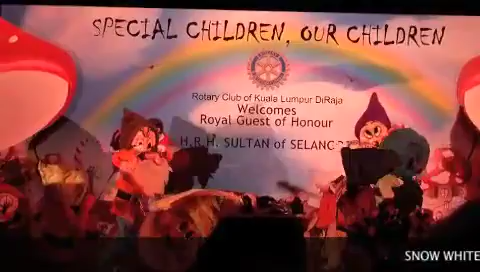 SPECIAL CHILDREN, OUR CHILDREN
Rotary Club of Kuala Lumpur DiRaja
Welcomes
Royal Guest of Honour
H.R.H. SULTAN of
SNOW WHITE